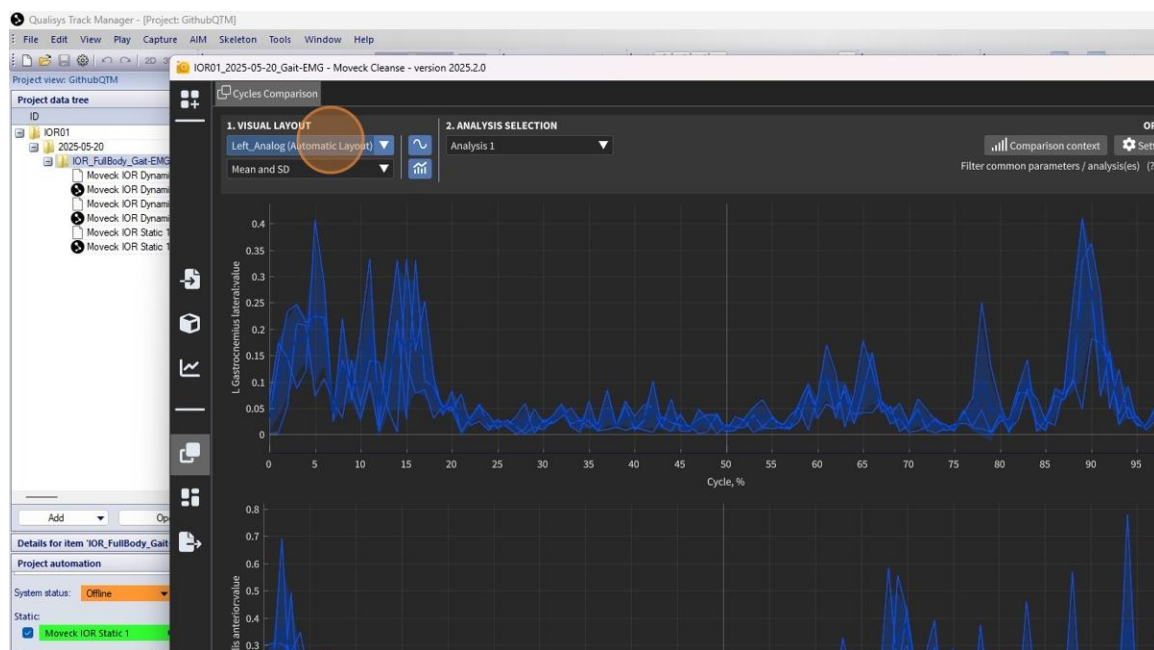 Qualisys Track Manager - [Project: GithubQTM]
File Edit View Play Capture AIM Skeleton Tools Window Help
2D
Project view: GithubQTM
Project data tree
ID
IOR01
2025-05-20
IOR_FullBody_Gait-EMG
Moveck IOR Dynami
Moveck IOR Dynami
Moveck IOR Dynami
Moveck IOR Dynami
Moveck IOR Static 1
Moveck IOR Static 1
Add
Op
Details for item 'IOR_FullBody_Gait-
Project automation
System status: Offline
Static:
Moveck IOR Static 1
IOR01_2025-05-20_Gait-EMG - Moveck Cleanse - version 2025.2.0
Cycles Comparison
1. VISUAL LAYOUT
Left_Analog (Automatic Layout)
Mean and SD
2. ANALYSIS SELECTION
Analysis 1
Comparison context
Filter common parameters / analysis(es) (?
L Gastrocnemius lateral:value
0.4
0.35
0.3
0.25
0.2
0.15
0.1
0.05
0
0 5 10 15 20 25 30 35 40 45 50 55 60 65 70 75 80 85 90 95
Cycle, %
lis anterior:value
0.8
0.7
0.6
0.5
0.4
0.3